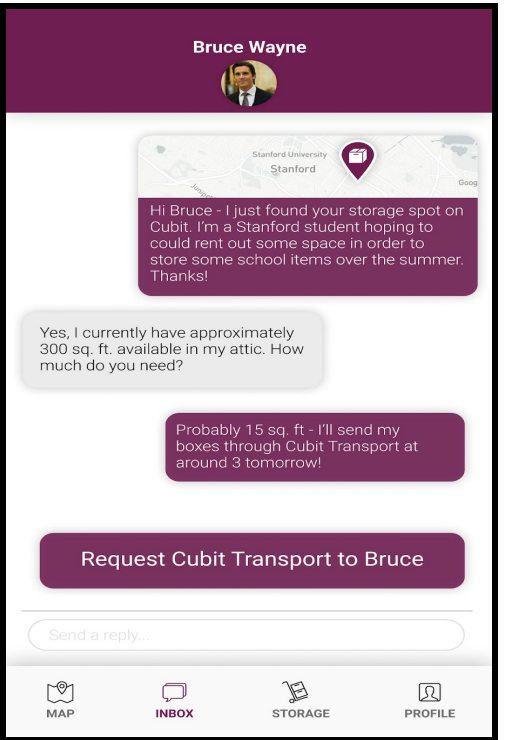 Bruce Wayne
Stanford University
Stanford
Goog
Hi Bruce - I just found your storage spot on
Cubit. I'm a Stanford student hoping to
could rent out some space in order to
store some school items over the summer.
Thanks!
Yes, I currently have approximately
300 sq. ft. available in my attic. How
much do you need?
Probably 15 sq. ft - I'll send my
boxes through Cubit Transport at
around 3 tomorrow!
Request Cubit Transport to Bruce
Send a reply...
MAP
INBOX
STORAGE
PROFILE